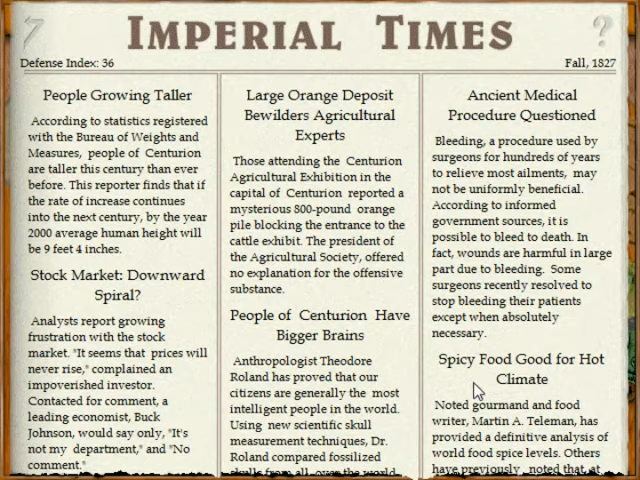 IMPERIAL TIMES
Defense Index: 36
Fall, 1827
People Growing Taller
According to statistics registered
with the Bureau of Weights and
Measures, people of Centurion
are taller this century than ever
before. This reporter finds that if
the rate of increase continues
into the next century, by the year
2000 average human height will
be 9 feet 4 inches.
Stock Market: Downward
Spiral?
Analysts report growing
frustration with the stock
market. "It seems that prices will
never rise," complained an
impoverished investor.
Contacted for comment, a
leading economist, Buck
Johnson, would say only, "It's
not my department," and "No
comment."
Large Orange Deposit
Bewilders Agricultural
Experts
Those attending the Centurion
Agricultural Exhibition in the
capital of Centurion reported a
mysterious 800-pound orange
pile blocking the entrance to the
cattle exhibit. The president of
the Agricultural Society, offered
no explanation for the offensive
substance.
People of Centurion Have
Bigger Brains
Anthropologist Theodore
Roland has proved that our
citizens are generally the most
intelligent people in the world.
Using new scientific skull
measurement techniques, Dr.
Roland compared fossilized
skulls from all over the world
Ancient Medical
Procedure Questioned
Bleeding, a procedure used by
surgeons for hundreds of years
to relieve most ailments, may
not be uniformly beneficial.
According to informed
government sources, it is
possible to bleed to death. In
fact, wounds are harmful in large
part due to bleeding. Some
surgeons recently resolved to
stop bleeding their patients
except when absolutely
necessary.
Spicy Food Good for Hot
Climate
Noted gourmand and food
writer, Martin A. Teleman, has
provided a definitive analysis of
world food spice levels. Others
have previously noted that, at